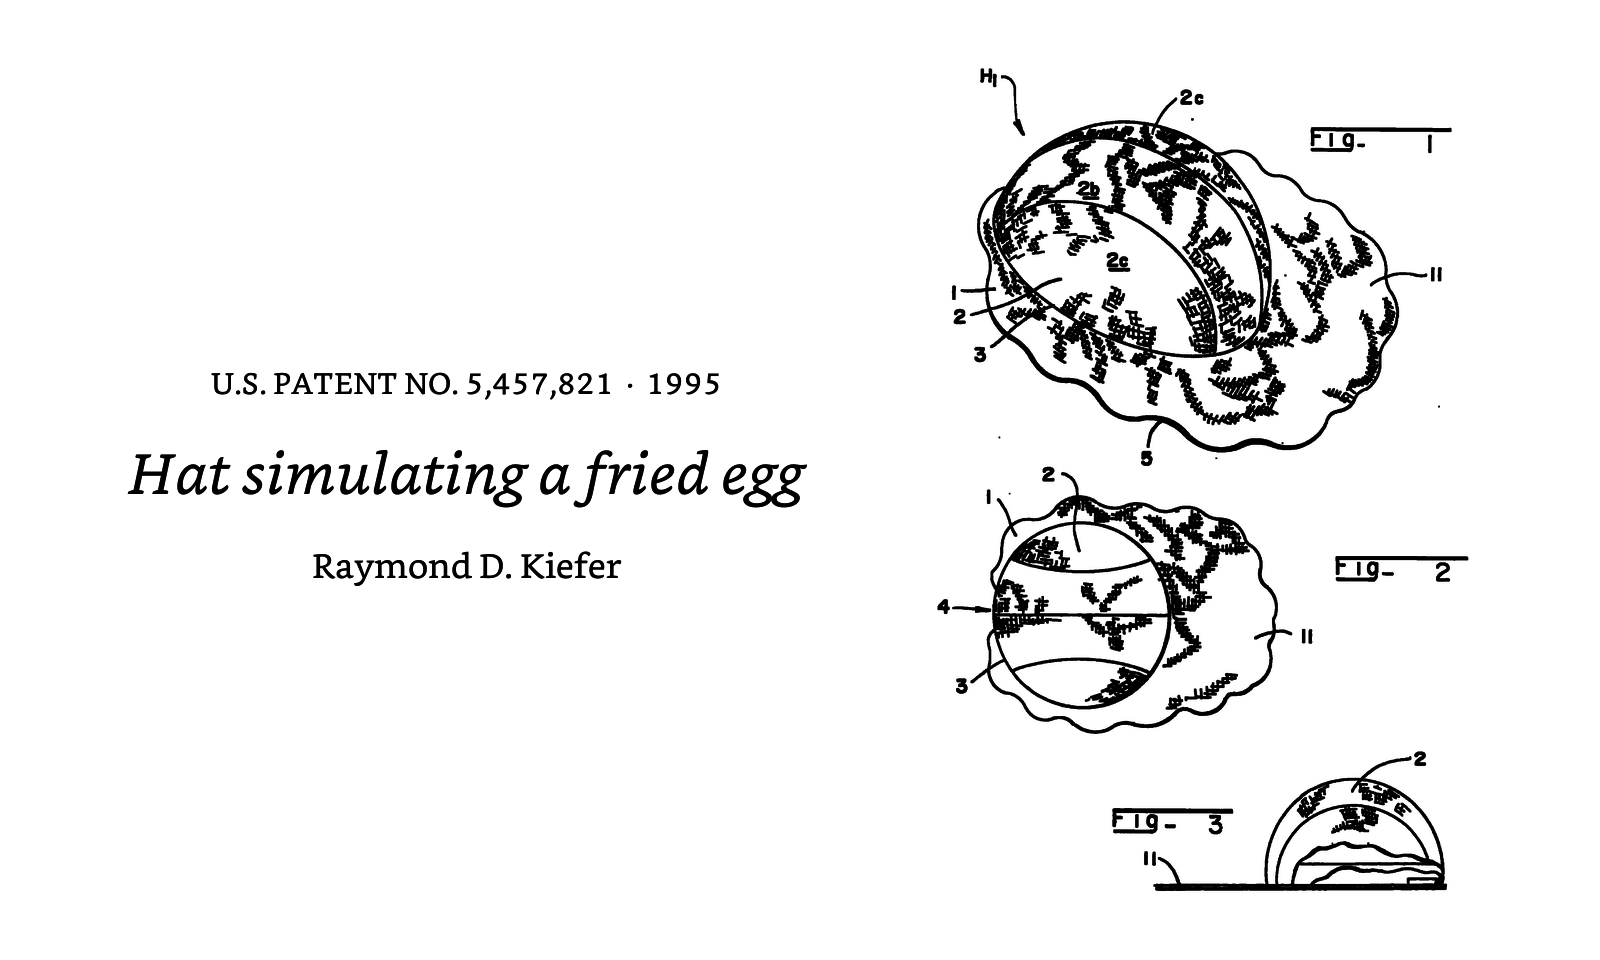 U.S. PATENT NO. 5,457,821 · 1995
Hat simulating a fried egg
Raymond D. Kiefer
H1
2c
Fig- 1
2b
2c
1
2
3
11
5
2
1
Fig- 2
4
11
3
2
Fig- 3
11